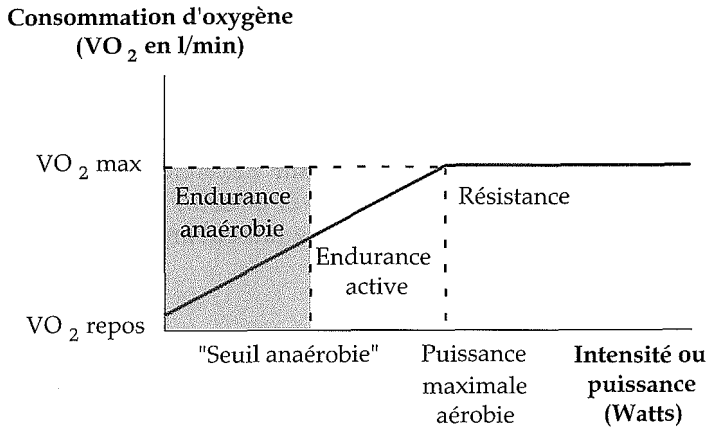 Consommation d'oxygène
(VO 2 en l/min)
VO 2 max
Endurance
anaérobie
Résistance
Endurance
active
VO 2 repos
"Seuil anaérobie"
Puissance
maximale
aérobie
Intensité ou
puissance
(Watts)